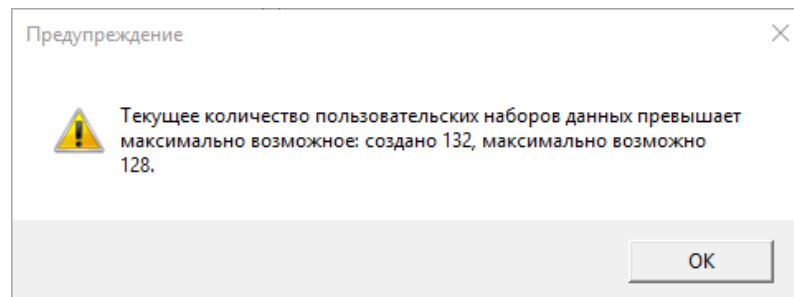 Предупреждение
Текущее количество пользовательских наборов данных превышает
максимально возможное: создано 132, максимально возможно
128.
OK